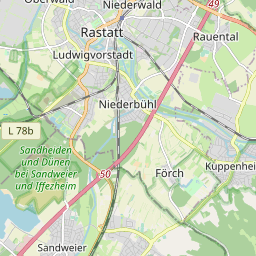 Oberwald
Niederwald
49
Rastatt
Rauental
Ludwigvorstadt
Niederbühl
L 78b
Sandheiden
und Dünen
bei Sandweier
und Iffezheim
50
Förch
Kuppenhei
Sandweier